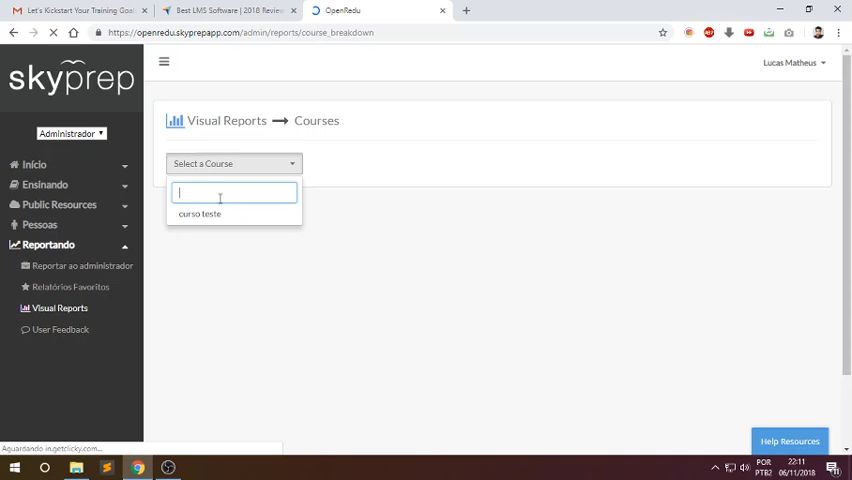 Let's Kickstart Your Training Goals
Best LMS Software | 2018 Review
OpenRedu
https://openredu.skyprepapp.com/admin/reports/course_breakdown
skyprep
Lucas Matheus
Visual Reports → Courses
Administrador
Select a Course
Início
Ensinando
curso teste
Public Resources
Pessoas
Reportando
Reportar ao administrador
Relatórios Favoritos
Visual Reports
User Feedback
Help Resources
Aguardando in.getclicky.com...
POR
PTB2
22:11
06/11/2018